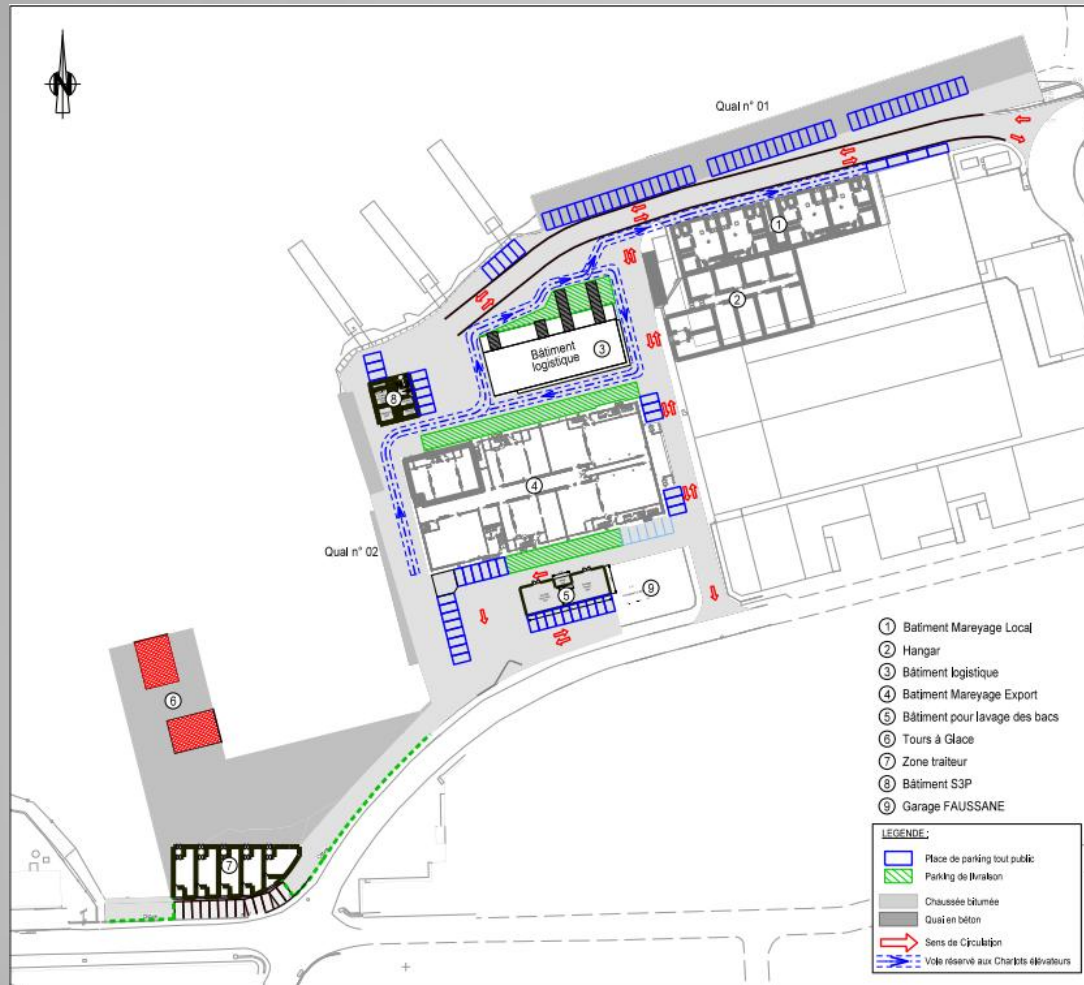 N
Quai n° 01
1
2
Bâtiment
logistique
3
8
4
Quai n° 02
5
9
6
7
1 Batiment Mareyage Local
2 Hangar
3 Bâtiment logistique
4 Batiment Mareyage Export
5 Bâtiment pour lavage des bacs
6 Tours à Glace
7 Zone traiteur
8 Bâtiment S3P
9 Garage FAUSSANE
LEGENDE :
Place de parking tout public
Parking de livraison
Chaussée bitumée
Quai en béton
Sens de Circulation
Voie réservé aux Chariots élévateurs